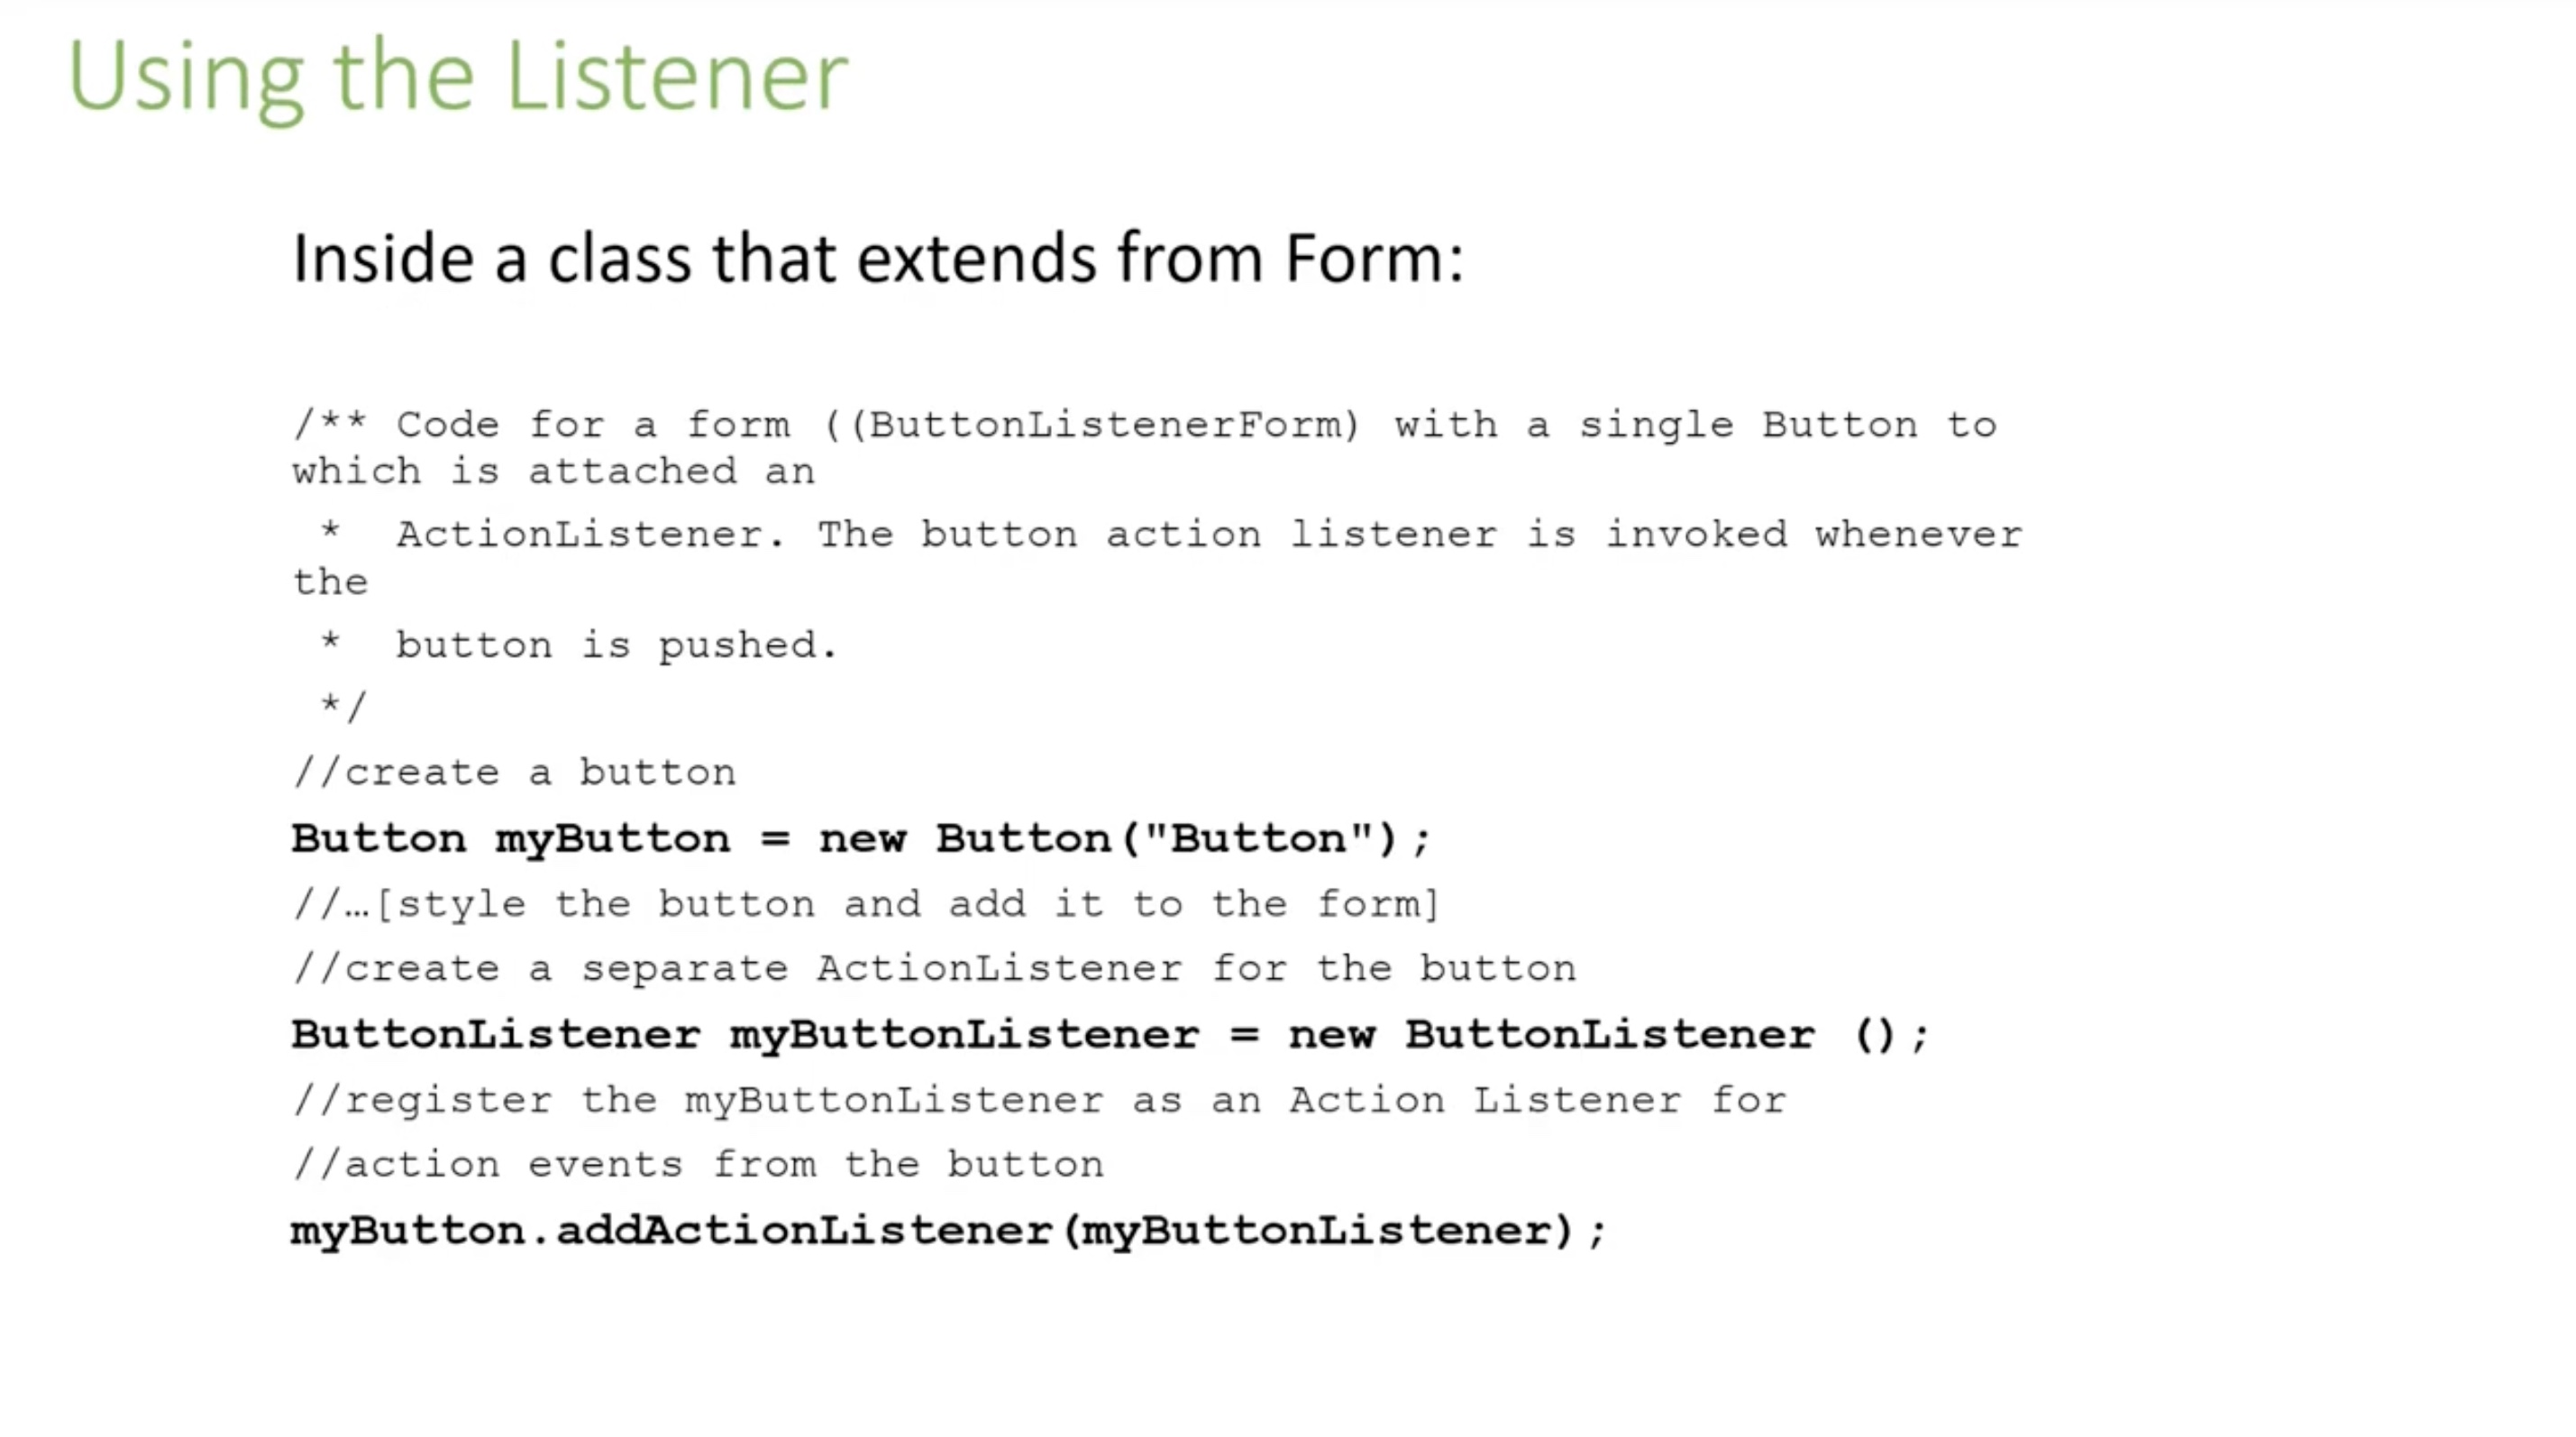 Using the Listener
Inside a class that extends from Form:
/** Code for a form ((ButtonListenerForm) with a single Button to
which is attached an
 *  ActionListener. The button action listener is invoked whenever
the
 *  button is pushed.
 */
//create a button
Button myButton = new Button("Button");
//…[style the button and add it to the form]
//create a separate ActionListener for the button
ButtonListener myButtonListener = new ButtonListener ();
//register the myButtonListener as an Action Listener for
//action events from the button
myButton.addActionListener(myButtonListener);